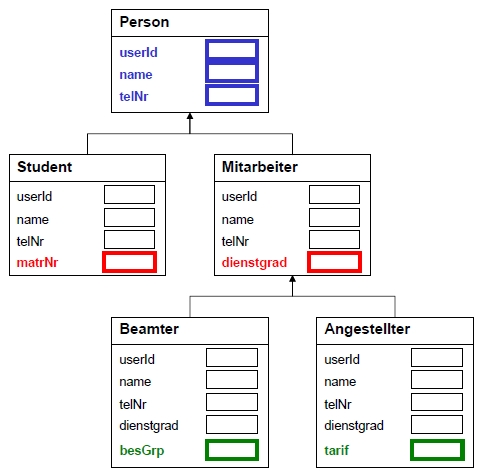 Person
userId
name
telNr
Student
userId
name
telNr
matrNr
Mitarbeiter
userId
name
telNr
dienstgrad
Beamter
userId
name
telNr
dienstgrad
besGrp
Angestellter
userId
name
telNr
dienstgrad
tarif